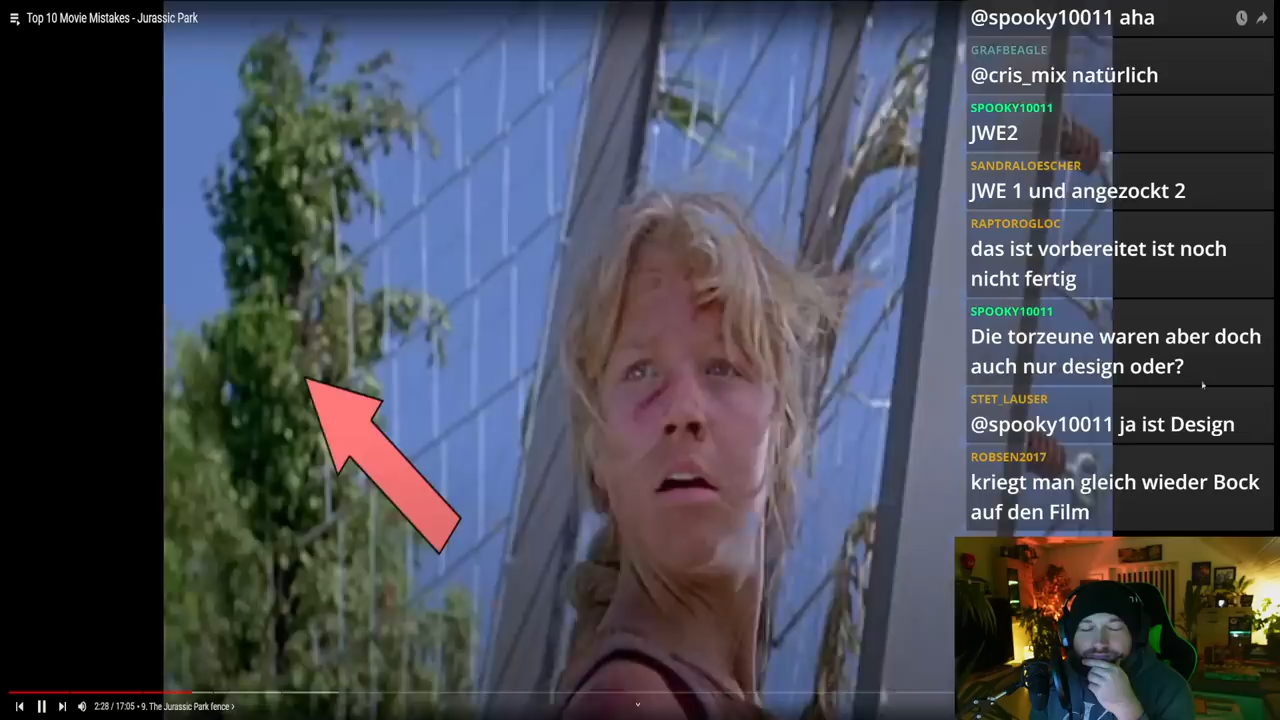 Top 10 Movie Mistakes - Jurassic Park
@spooky10011 aha
GRAFBEAGLE
@cris_mix natürlich
SPOOKY10011
JWE2
SANDRALOESCHER
JWE 1 und angezockt 2
RAPTOROGLOC
das ist vorbereitet ist noch
nicht fertig
SPOOKY10011
Die torzeune waren aber doch
auch nur design oder?
STET_LAUSER
@spooky10011 ja ist Design
ROBSEN2017
kriegt man gleich wieder Bock
auf den Film
2:28 / 17:05 • 9. The Jurassic Park fence ›